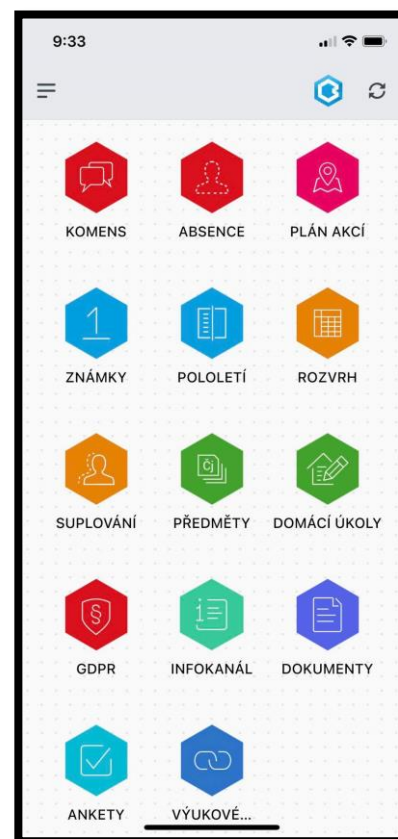 9:33
KOMENS ABSENCE PLÁN AKCÍ
1
ZNÁMKY POLOLETÍ ROZVRH
Čj
SUPLOVÁNÍ PŘEDMĚTY DOMÁCÍ ÚKOLY
§ i
GDPR INFOKANÁL DOKUMENTY
ANKETY VÝUKOVÉ...